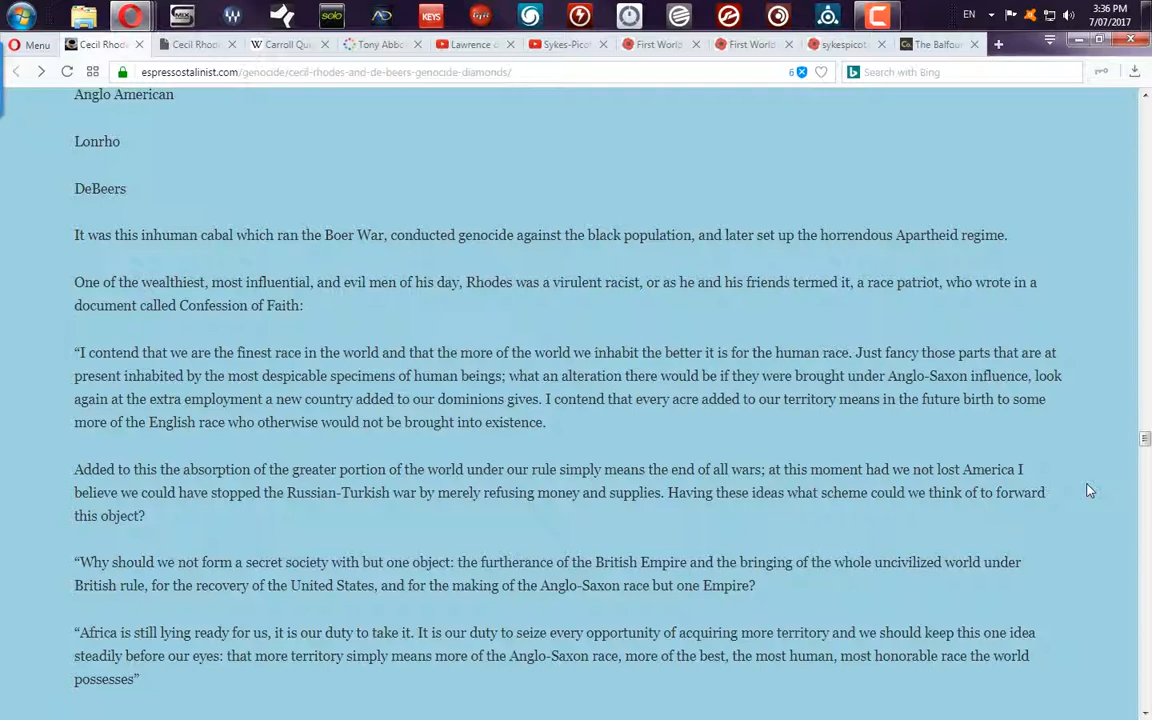 EN
3:36 PM
7/07/2017
solo
KEYS
Menu
Cecil Rhod
Cecil Rhod
Carroll Qui
Tony Abbo
Lawrence o
Sykes-Pico
First World
First World
sykespicot
The Balfou
espressostalinist.com/genocide/cecil-rhodes-and-de-beers-genocide-diamonds/
6
Search with Bing
Anglo American
Lonrho
DeBeers
It was this inhuman cabal which ran the Boer War, conducted genocide against the black population, and later set up the horrendous Apartheid regime.
One of the wealthiest, most influential, and evil men of his day, Rhodes was a virulent racist, or as he and his friends termed it, a race patriot, who wrote in a
document called Confession of Faith:
“I contend that we are the finest race in the world and that the more of the world we inhabit the better it is for the human race. Just fancy those parts that are at
present inhabited by the most despicable specimens of human beings; what an alteration there would be if they were brought under Anglo-Saxon influence, look
again at the extra employment a new country added to our dominions gives. I contend that every acre added to our territory means in the future birth to some
more of the English race who otherwise would not be brought into existence.
Added to this the absorption of the greater portion of the world under our rule simply means the end of all wars; at this moment had we not lost America I
believe we could have stopped the Russian-Turkish war by merely refusing money and supplies. Having these ideas what scheme could we think of to forward
this object?
“Why should we not form a secret society with but one object: the furtherance of the British Empire and the bringing of the whole uncivilized world under
British rule, for the recovery of the United States, and for the making of the Anglo-Saxon race but one Empire?
“Africa is still lying ready for us, it is our duty to take it. It is our duty to seize every opportunity of acquiring more territory and we should keep this one idea
steadily before our eyes: that more territory simply means more of the Anglo-Saxon race, more of the best, the most human, most honorable race the world
possesses”